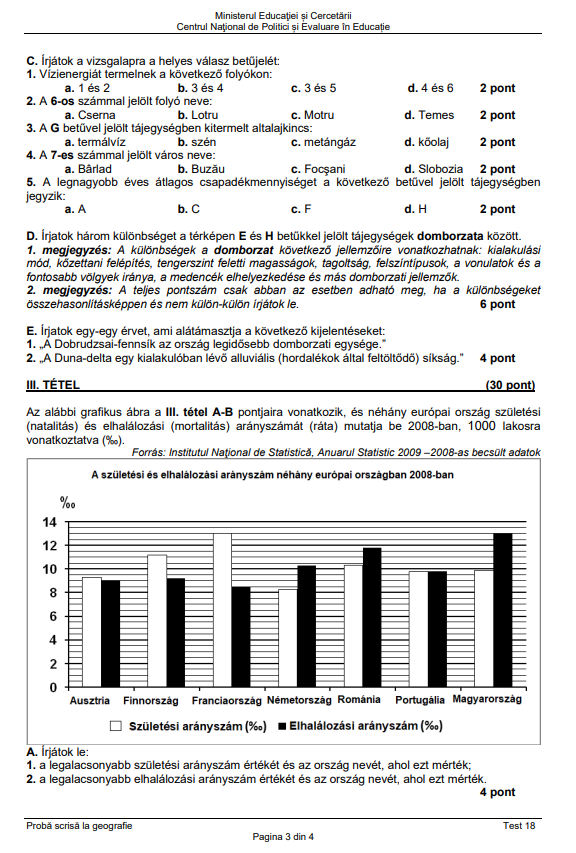 Ministerul Educaţiei și Cercetării
Centrul Naţional de Politici și Evaluare în Educație
C. Írjátok a vizsgalapra a helyes válasz betűjelét:
1. Vízienergiát termelnek a következő folyókon:
a. 1 és 2 b. 3 és 4 c. 3 és 5 d. 4 és 6 2 pont
2. A 6-os számmal jelölt folyó neve:
a. Cserna b. Lotru c. Motru d. Temes 2 pont
3. A G betűvel jelölt tájegységben kitermelt altalajkincs:
a. termálvíz b. szén c. metángáz d. kőolaj 2 pont
4. A 7-es számmal jelölt város neve:
a. Bârlad b. Buzău c. Focşani d. Slobozia 2 pont
5. A legnagyobb éves átlagos csapadékmennyiséget a következő betűvel jelölt tájegységben
jegyzik:
a. A b. C c. F d. H 2 pont
D. Írjatok három különbséget a térképen E és H betűkkel jelölt tájegységek domborzata között.
1. megjegyzés: A különbségek a domborzat következő jellemzőire vonatkozhatnak: kialakulási
mód, kőzettani felépítés, tengerszint feletti magasságok, tagoltság, felszíntípusok, a vonulatok és a
fontosabb völgyek iránya, a medencék elhelyezkedése és más domborzati jellemzők.
2. megjegyzés: A teljes pontszám csak abban az esetben adható meg, ha a különbségeket
összehasonlításképpen és nem külön-külön írjatok le. 6 pont
E. Írjatok egy-egy érvet, ami alátámasztja a következő kijelentéseket:
1. „A Dobrudzsai-fennsík az ország legidősebb domborzati egysége.”
2. „A Duna-delta egy kialakulóban lévő alluviális (hordalékok által feltöltődő) síkság.” 4 pont
III. TÉTEL (30 pont)
Az alábbi grafikus ábra a III. tétel A-B pontjaira vonatkozik, és néhány európai ország születési
(natalitás) és elhalálozási (mortalitás) arányszámát (ráta) mutatja be 2008-ban, 1000 lakosra
vonatkoztatva (‰).
Forrás: Institutul Naţional de Statistică, Anuarul Statistic 2009 –2008-as becsült adatok
A születési és elhalálozási arányszám néhány európai országban 2008-ban
‰
14
12
10
8
6
4
2
0
Ausztria Finnország Franciaország Németország Románia Portugália Magyarország
Születési arányszám (‰) Elhalálozási arányszám (‰)
A. Írjátok le:
1. a legalacsonyabb születési arányszám értékét és az ország nevét, ahol ezt mérték;
2. a legalacsonyabb elhalálozási arányszám értékét és az ország nevét, ahol ezt mérték.
4 pont
Probă scrisă la geografie Test 18
Pagina 3 din 4